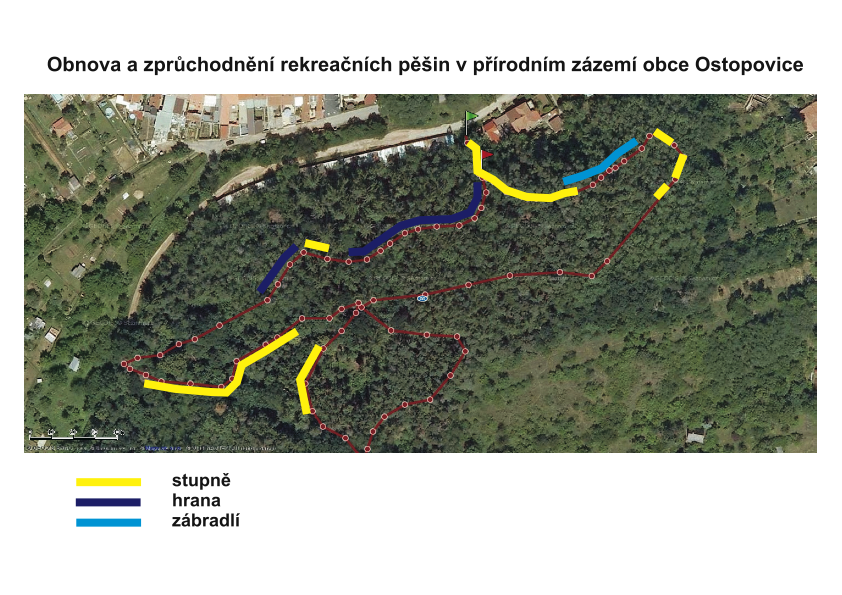 Obnova a zprůchodnění rekreačních pěšin v přírodním zázemí obce Ostopovice
stupně
hrana
zábradlí